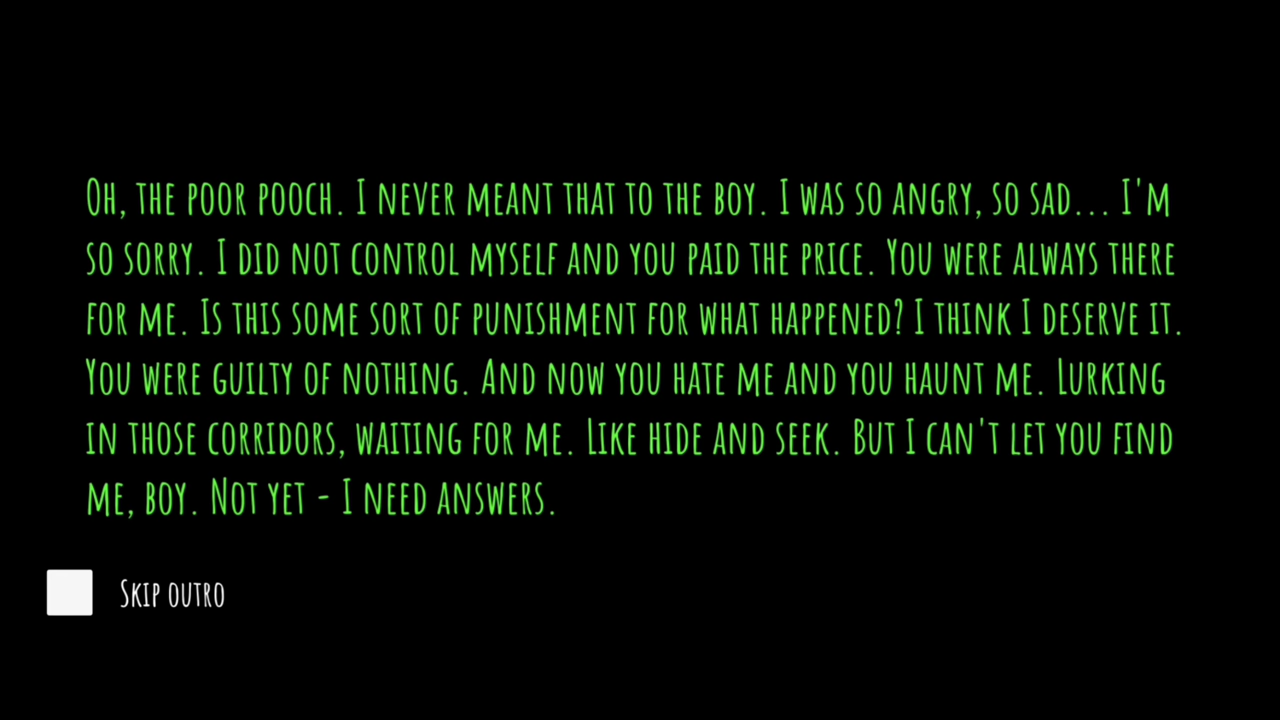 Oh, the poor pooch. I never meant that to the boy. I was so angry, so sad... I'm
so sorry. I did not control myself and you paid the price. You were always there
for me. Is this some sort of punishment for what happened? I think I deserve it.
You were guilty of nothing. And now you hate me and you haunt me. Lurking
in those corridors, waiting for me. Like hide and seek. But I can't let you find
me, boy. Not yet - I need answers.
Skip outro